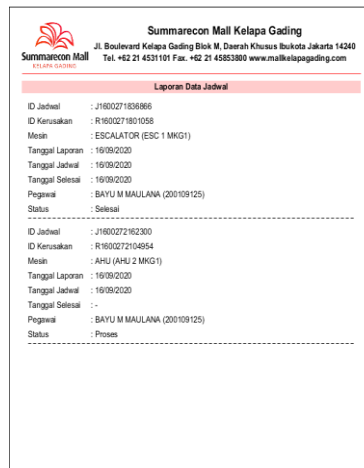 Summarecon Mall
KELAPA GADING
Summarecon Mall Kelapa Gading
Jl. Boulevard Kelapa Gading Blok M, Daerah Khusus Ibukota Jakarta 14240
Tel. +62 21 4531101 Fax. +62 21 45853800 www.mallkelapagading.com
Laporan Data Jadwal
ID Jadwal : J1600271836866
ID Kerusakan : R1600271801058
Mesin : ESCALATOR (ESC 1 MKG1)
Tanggal Laporan : 16/09/2020
Tanggal Jadwal : 16/09/2020
Tanggal Selesai : 16/09/2020
Pegawai : BAYU M MAULANA (200109125)
Status : Selesai
ID Jadwal : J1600272162300
ID Kerusakan : R1600272104954
Mesin : AHU (AHU 2 MKG1)
Tanggal Laporan : 16/09/2020
Tanggal Jadwal : 16/09/2020
Tanggal Selesai : -
Pegawai : BAYU M MAULANA (200109125)
Status : Proses